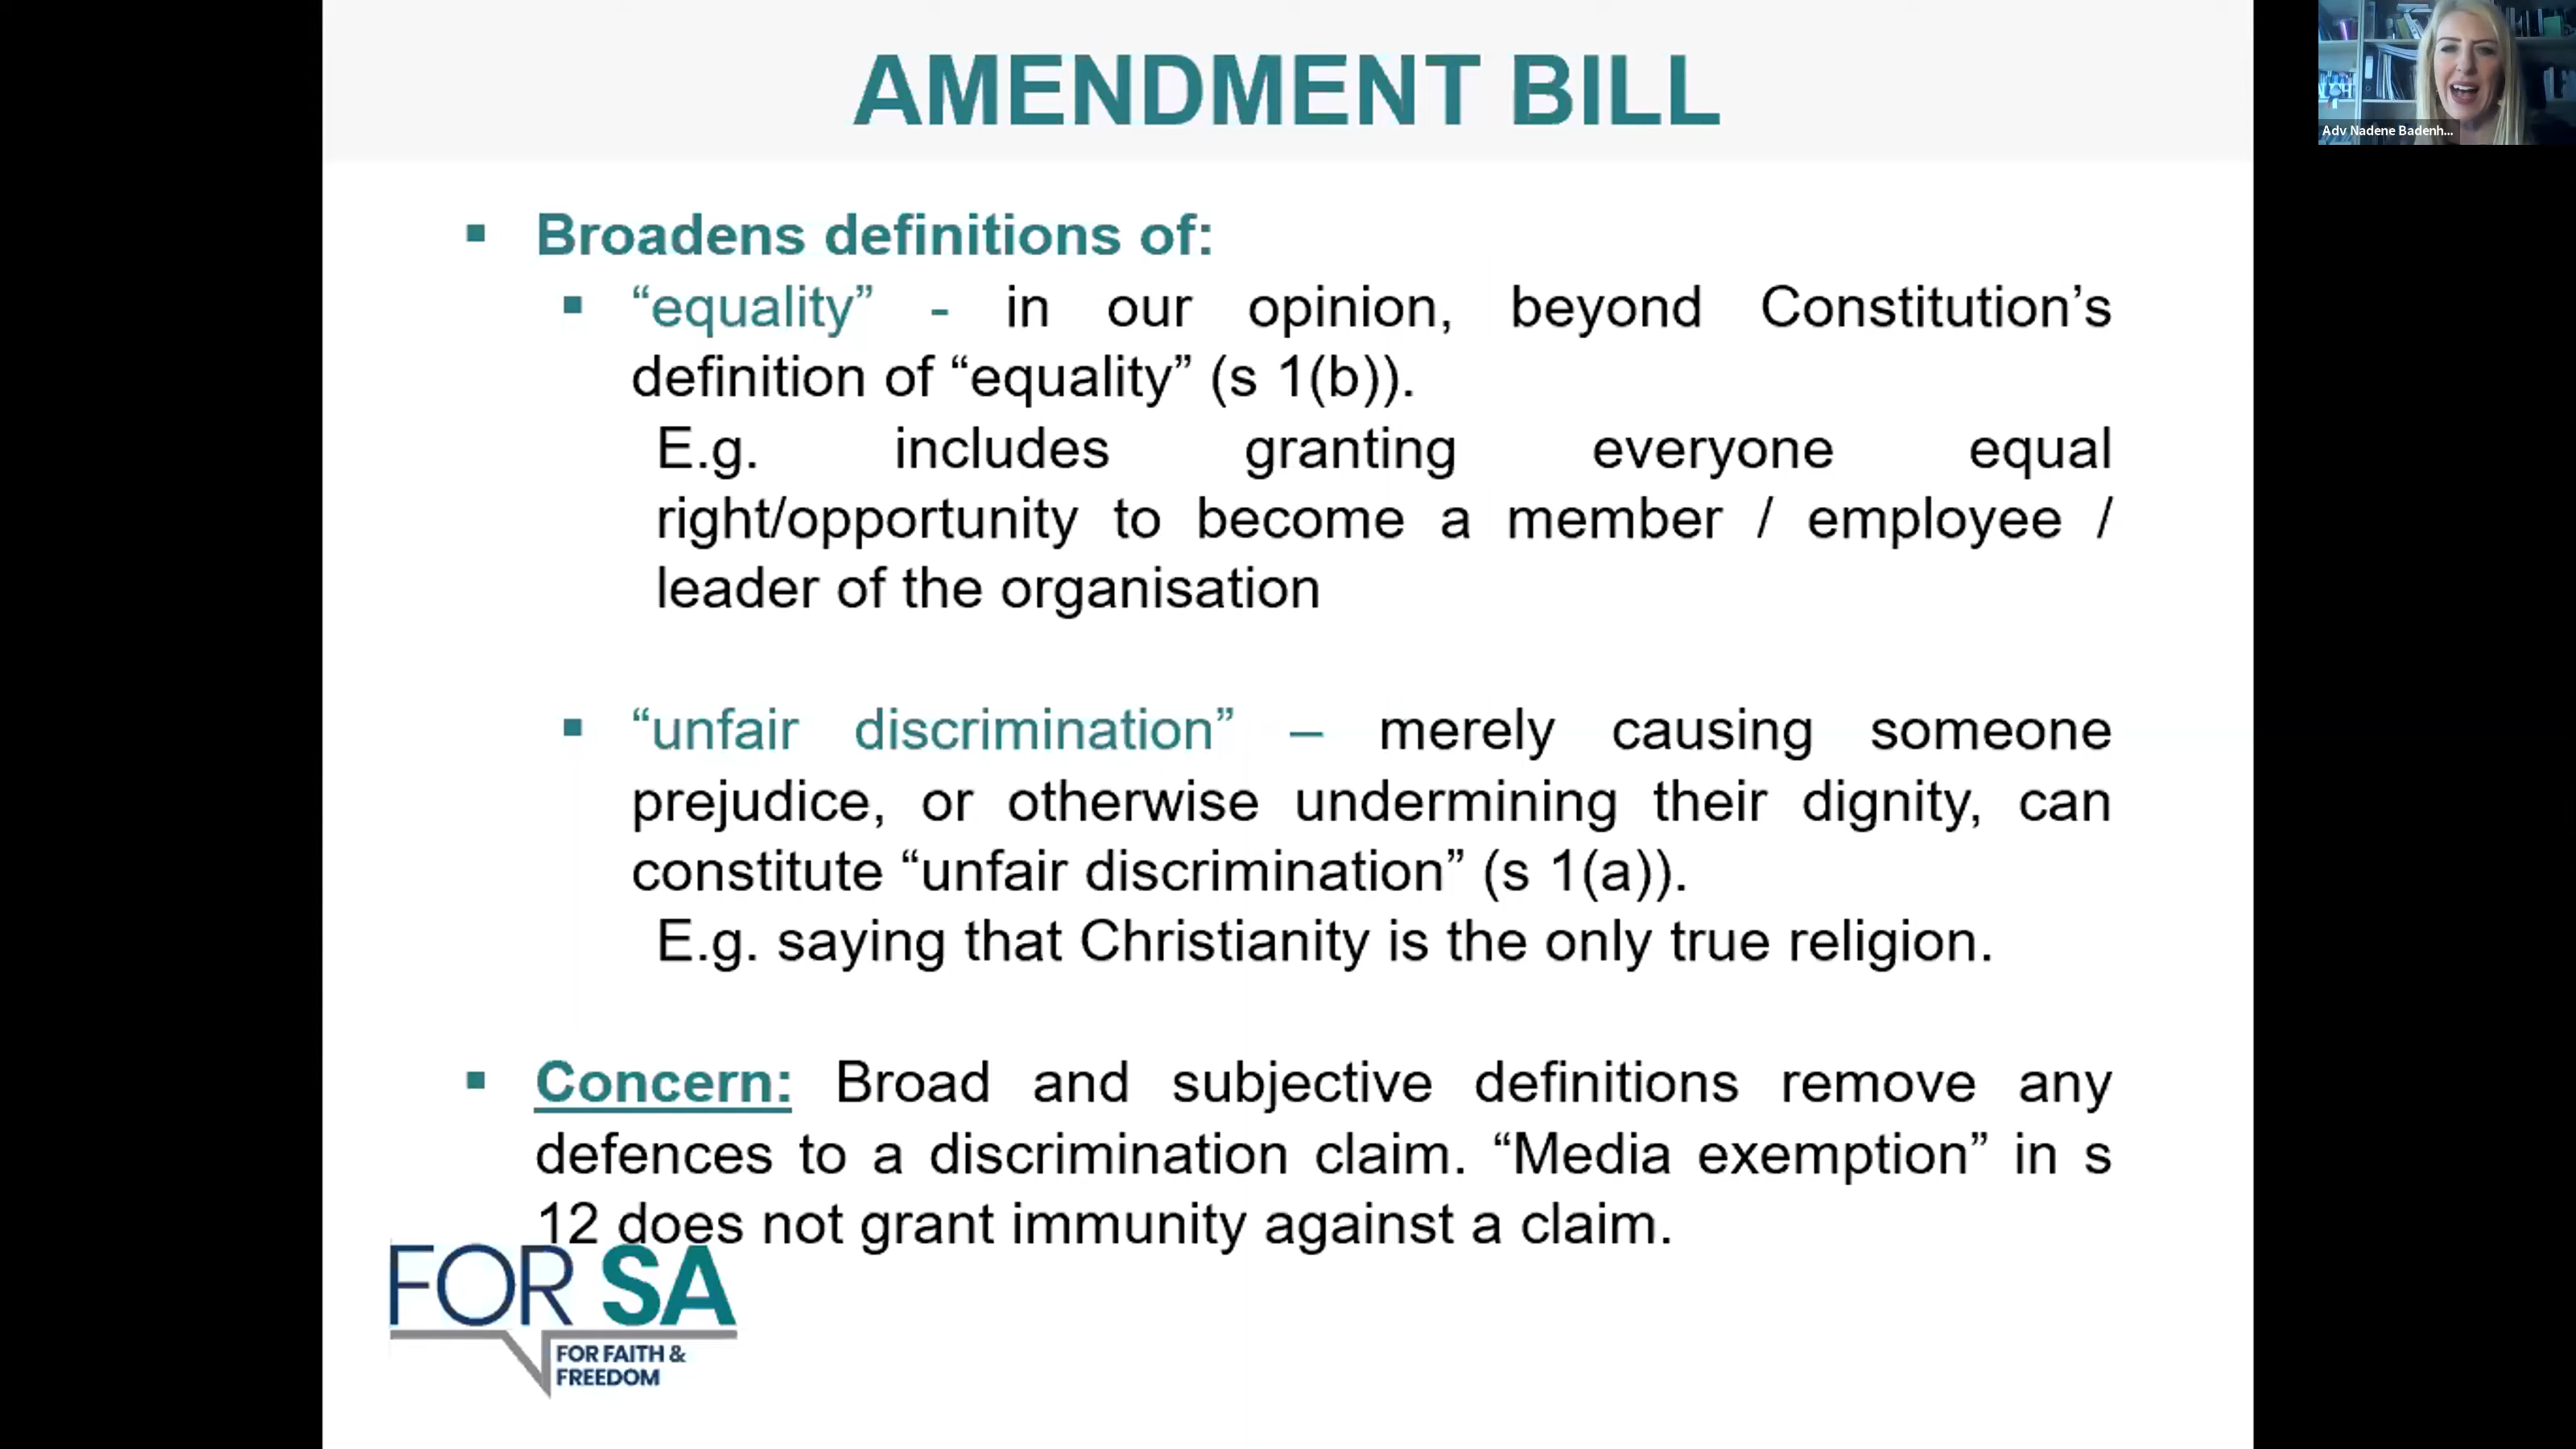 AMENDMENT BILL
Adv Nadene Badenh...
▪ Broadens definitions of:
▪ “equality” - in our opinion, beyond Constitution’s
definition of “equality” (s 1(b)).
E.g. includes granting everyone equal
right/opportunity to become a member / employee /
leader of the organisation
▪ “unfair discrimination” – merely causing someone
prejudice, or otherwise undermining their dignity, can
constitute “unfair discrimination” (s 1(a)).
E.g. saying that Christianity is the only true religion.
▪ Concern: Broad and subjective definitions remove any
defences to a discrimination claim. “Media exemption” in s
12 does not grant immunity against a claim.
FOR SA
FOR FAITH &
FREEDOM